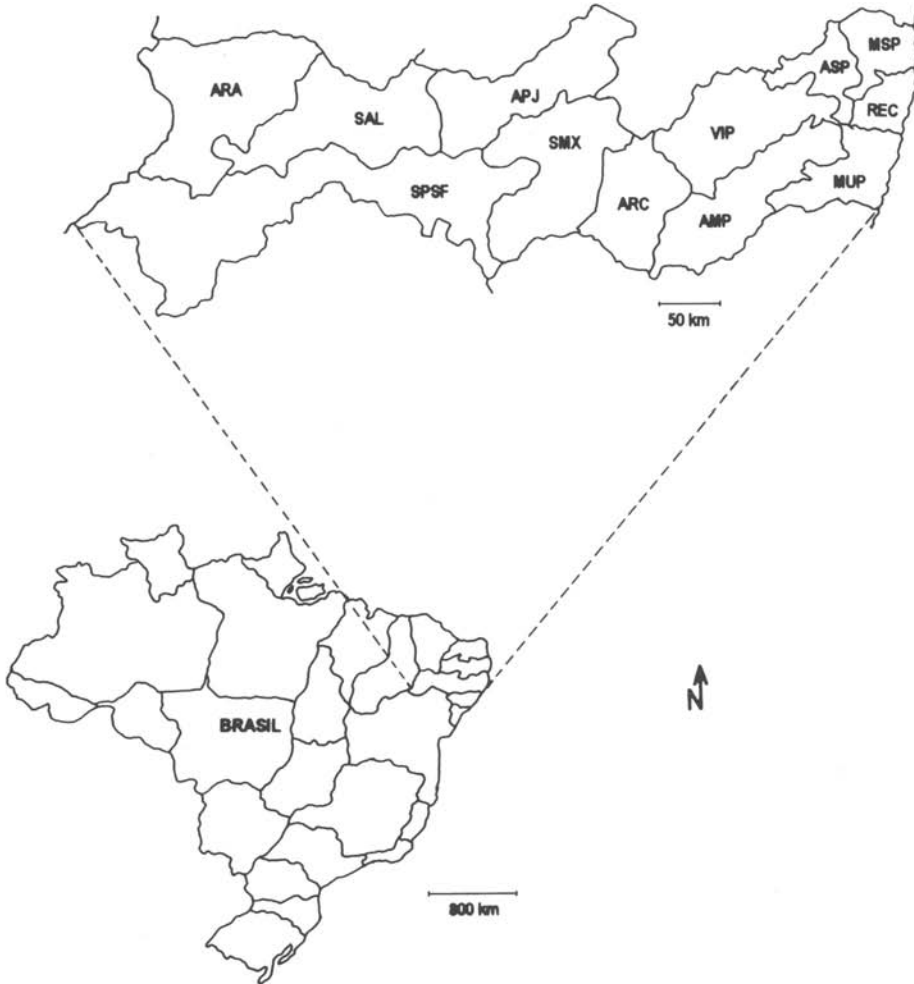 MSP
ASP
ARA
APJ
REC
SAL
VIP
SMX
MUP
SPSF
ARC
AMP
50 km
N
BRASIL
800 km